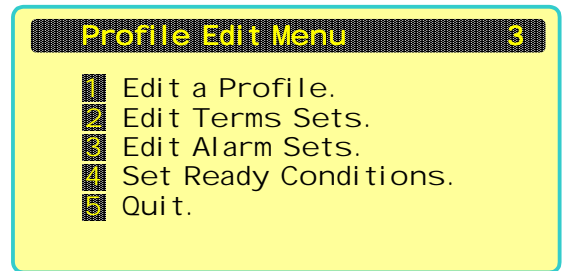 Profile Edit Menu 3
1 Edit a Profile.
2 Edit Terms Sets.
3 Edit Alarm Sets.
4 Set Ready Conditions.
5 Quit.